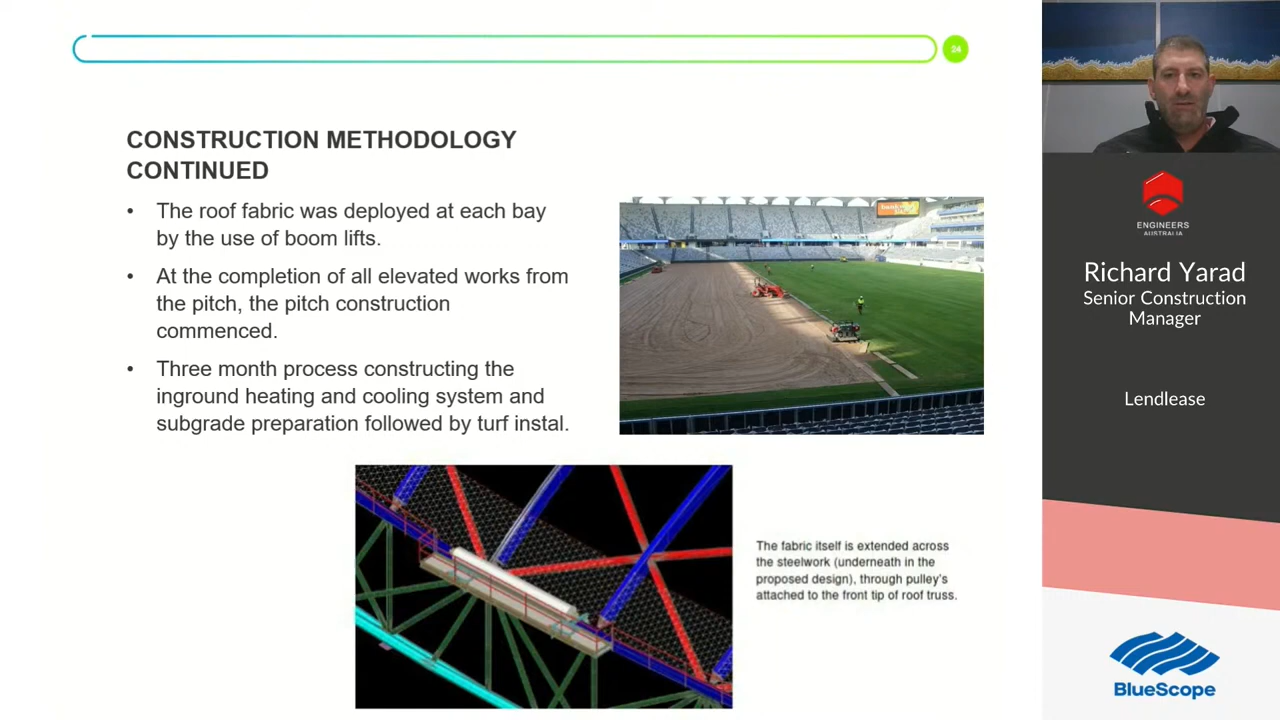 24
CONSTRUCTION METHODOLOGY
CONTINUED
• The roof fabric was deployed at each bay
by the use of boom lifts.
• At the completion of all elevated works from
the pitch, the pitch construction
commenced.
• Three month process constructing the
inground heating and cooling system and
subgrade preparation followed by turf instal.
The fabric itself is extended across
the steelwork (underneath in the
proposed design), through pulley's
attached to the front tip of roof truss.
ENGINEERS
AUSTRALIA
Richard Yarad
Senior Construction
Manager
Lendlease
BlueScope